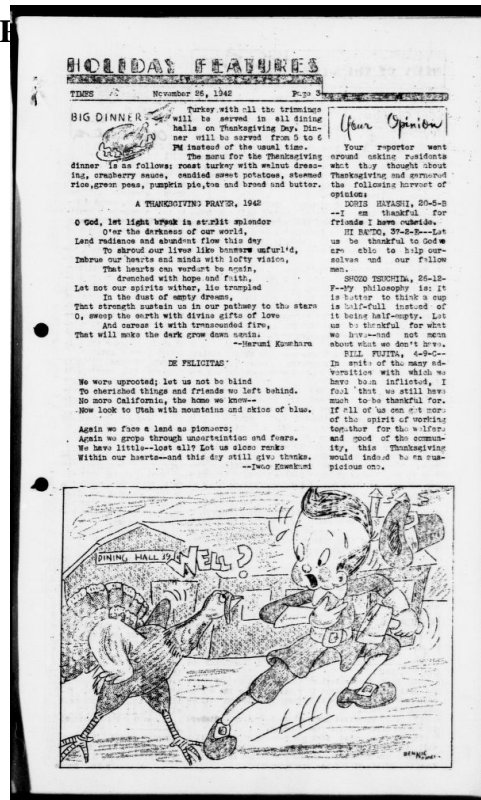 HOLIDAY FEATURES
TIMES
November 26, 1942
Page 3
BIG DINNER
Turkey with all the trimmings
will be served in all dining
halls on Thanksgiving Day. Din-
ner will be served from 5 to 6
PM instead of the usual time.
The menu for the Thanksgiving
dinner is as follows: roast turkey with walnut dress-
ing, cranberry sauce, candied sweet potatoes, steamed
rice, green peas, pumpkin pie, tea and bread and butter.
A THANKSGIVING PRAYER, 1942
O God, let light break in starlit splendor
O'er the darkness of our world,
Lend radiance and abundant flow this day
To shroud our lives like banners unfurl'd,
Imbrue our hearts and minds with lofty vision,
That hearts can verdant be again,
drenched with hope and faith,
Let not our spirits wither, lie trampled
In the dust of empty dreams,
That strength sustain us in our pathway to the stars
O, sweep the earth with divine gifts of love
And caress it with transcended fire,
That will make the dark grow dawn again.
--Harumi Kawahara
DE FELICITAS
We were uprooted; let us not be blind
To cherished things and friends we left behind.
No more California, the home we knew--
Now look to Utah with mountains and skies of blue.
Again we face a land as pioneers;
Again we grope through uncertainties and fears.
We have little--lost all? Let us close ranks
Within our hearts--and this day still give thanks.
--Iwao Kawakami
Your Opinion
Your reporter went
around asking residents
what they thought about
Thanksgiving and garnered
the following harvest of
opinion:
DORIS HAYASHI, 20-5-B
--I am thankful for
friends I have outside.
HI BANDO, 37-2-E---Let
us be thankful to God we
are able to help our-
selves and our fellow
men.
SHOZO TSUCHIDA, 26-12-
F--My philosophy is: It
is better to think a cup
is half-full instead of
it being half-empty. Let
us be thankful for what
we have--and not moan
about what we don't have.
BILL FUJITA, 4-9-C--
In spite of the many ad-
versities with which we
have been inflicted, I
feel that we still have
much to be thankful for.
If all of us can get more
of the spirit of working
together for the welfare
and good of the commun-
ity, this Thanksgiving
would indeed be an aus-
picious one.
DINING HALL 39
WELL?